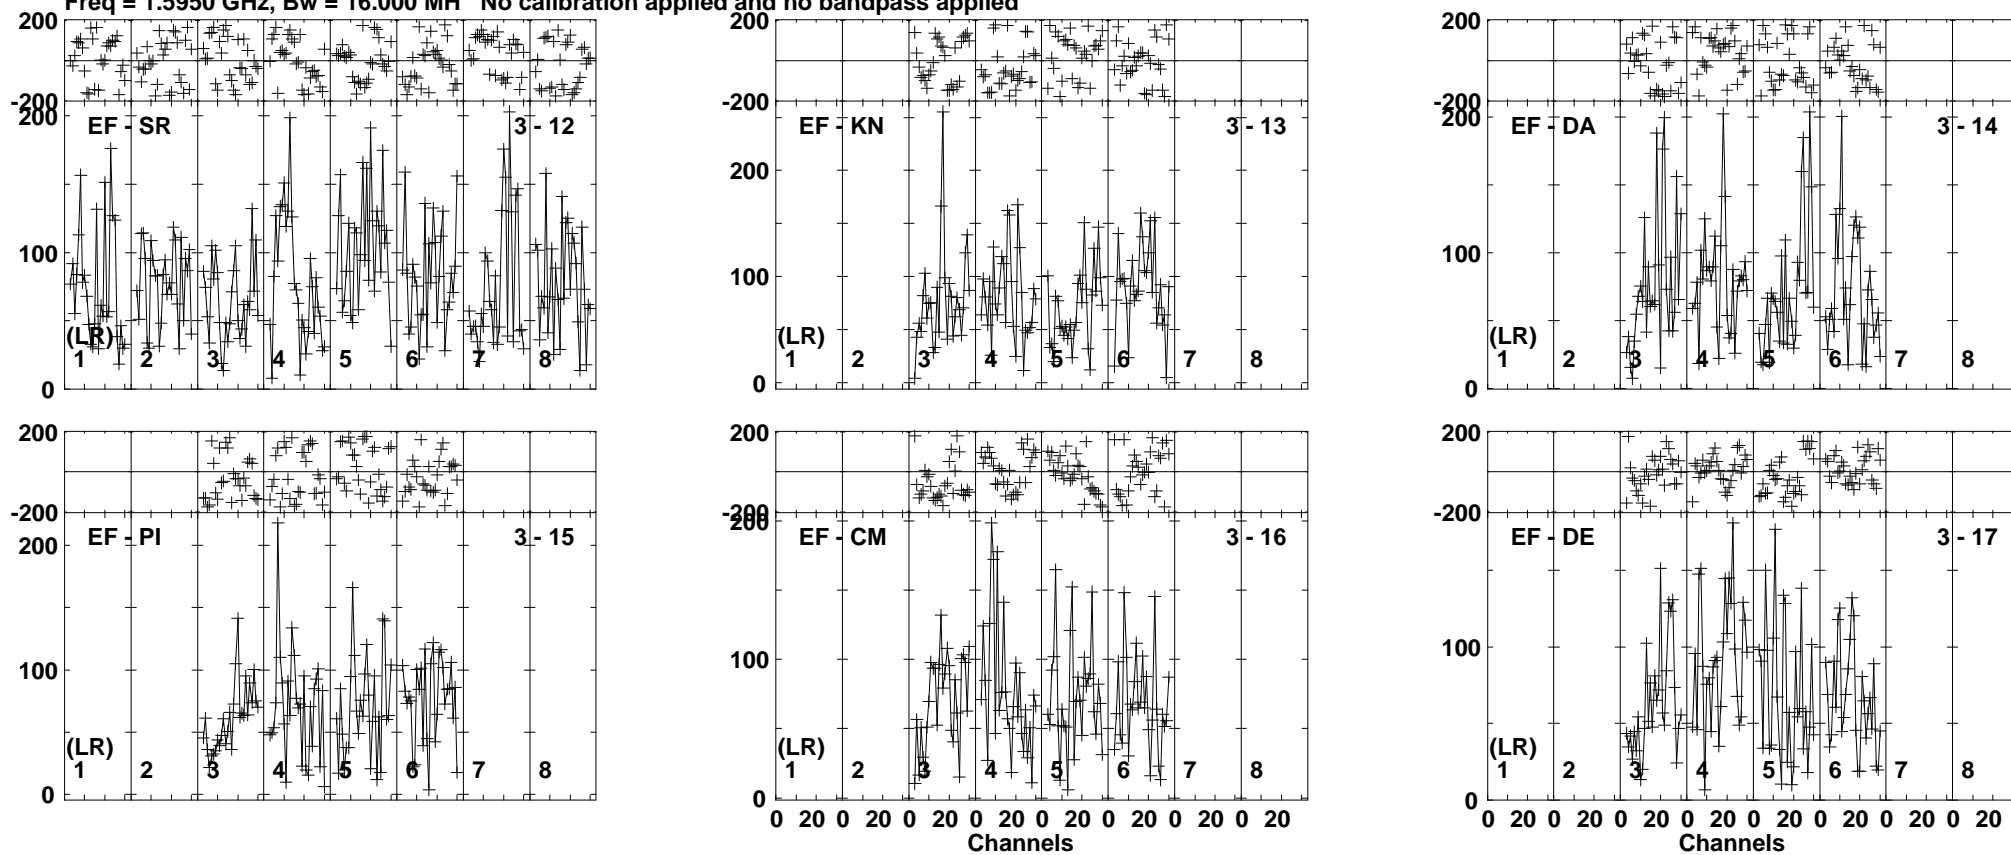 Freq = 1.5950 GHz, Bw = 16.000 MH No calibration applied and no bandpass applied
200
-200
200
100
0
EF - SR
3 - 12
(LR)
1 2 3 4 5 6 7 8
200
-200
200
100
0
EF - KN
3 - 13
(LR)
1 2 3 4 5 6 7 8
200
-200
200
100
0
EF - DA
3 - 14
(LR)
1 2 3 4 5 6 7 8
200
-200
200
100
0
EF - PI
3 - 15
(LR)
1 2 3 4 5 6 7 8
200
-200
200
100
0
EF - CM
3 - 16
(LR)
1 2 3 4 5 6 7 8
0 20 0 20 0 20 0 20 0 20 0 20 0 20 0 20
Channels
200
-200
100
0
EF - DE
3 - 17
(LR)
1 2 3 4 5 6 7 8
0 20 0 20 0 20 0 20 0 20 0 20 0 20 0 20
Channels